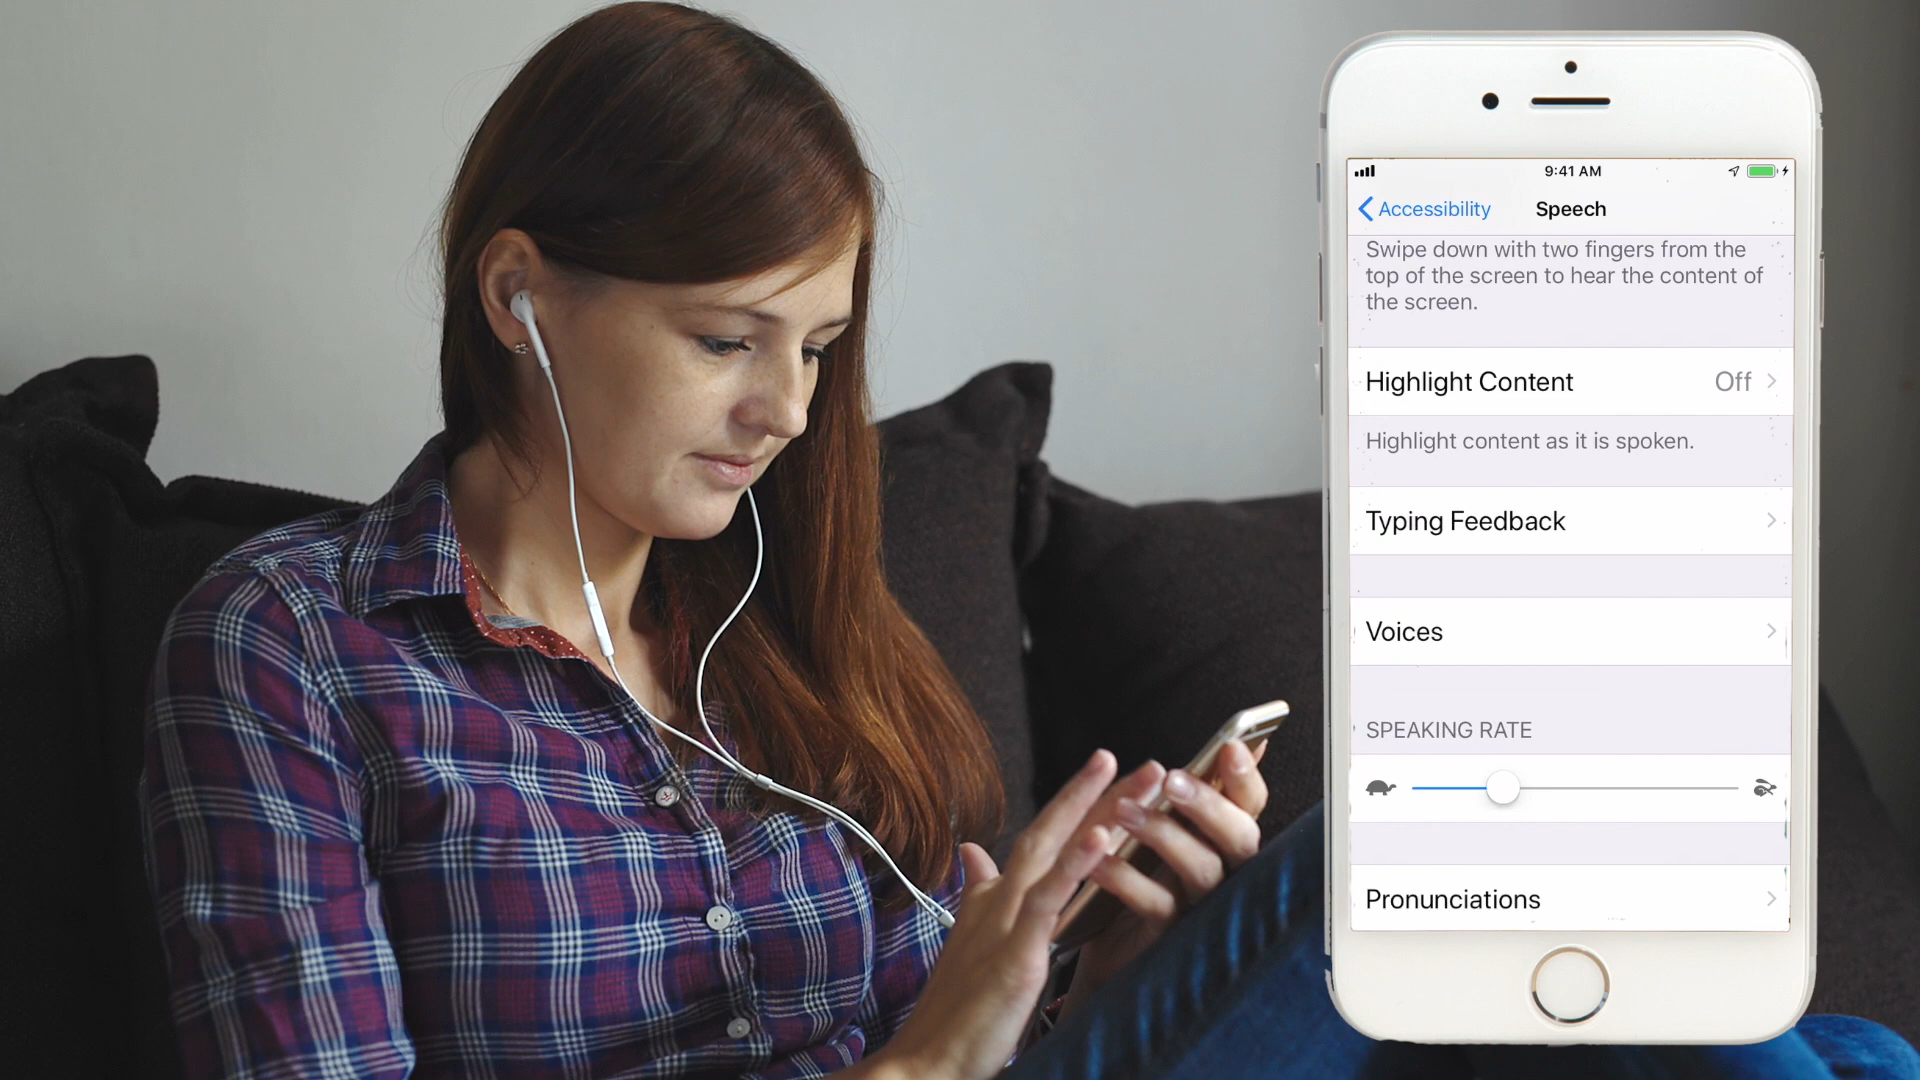 9:41 AM
Accessibility
Speech
Swipe down with two fingers from the
top of the screen to hear the content of
the screen.
Highlight Content
Off
Highlight content as it is spoken.
Typing Feedback
Voices
SPEAKING RATE
Pronunciations